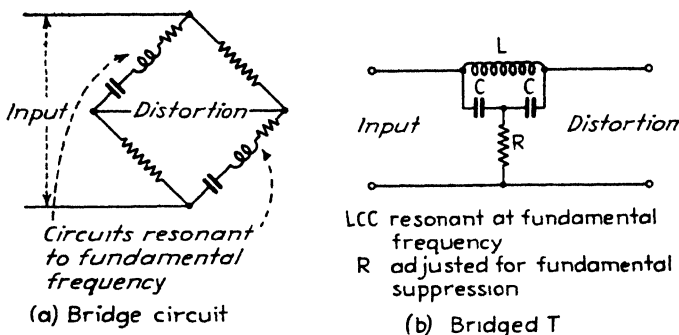 Input
Distortion
Circuits resonant
to fundamental
frequency
(a) Bridge circuit
L
C C
Input
R
Distortion
LCC resonant at fundamental
frequency
R adjusted for fundamental
suppression
(b) Bridged T